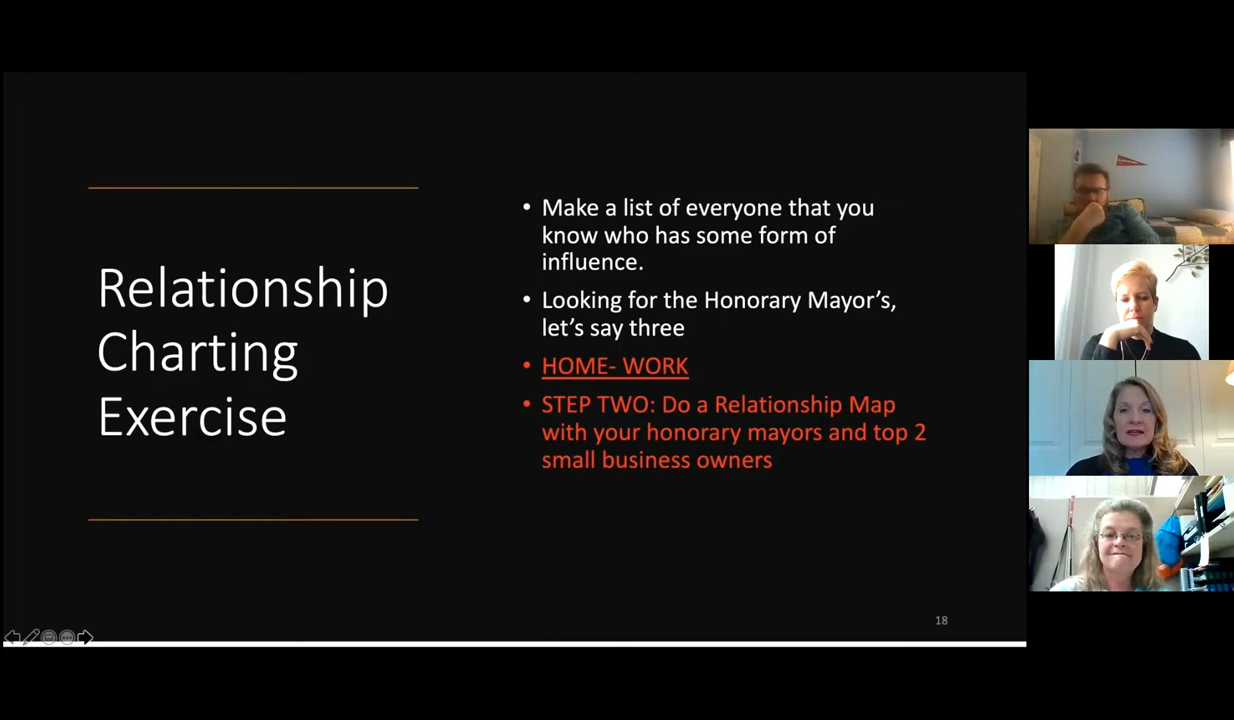 Relationship
Charting
Exercise
• Make a list of everyone that you
know who has some form of
influence.
• Looking for the Honorary Mayor’s,
let’s say three
• HOME- WORK
• STEP TWO: Do a Relationship Map
with your honorary mayors and top 2
small business owners
18